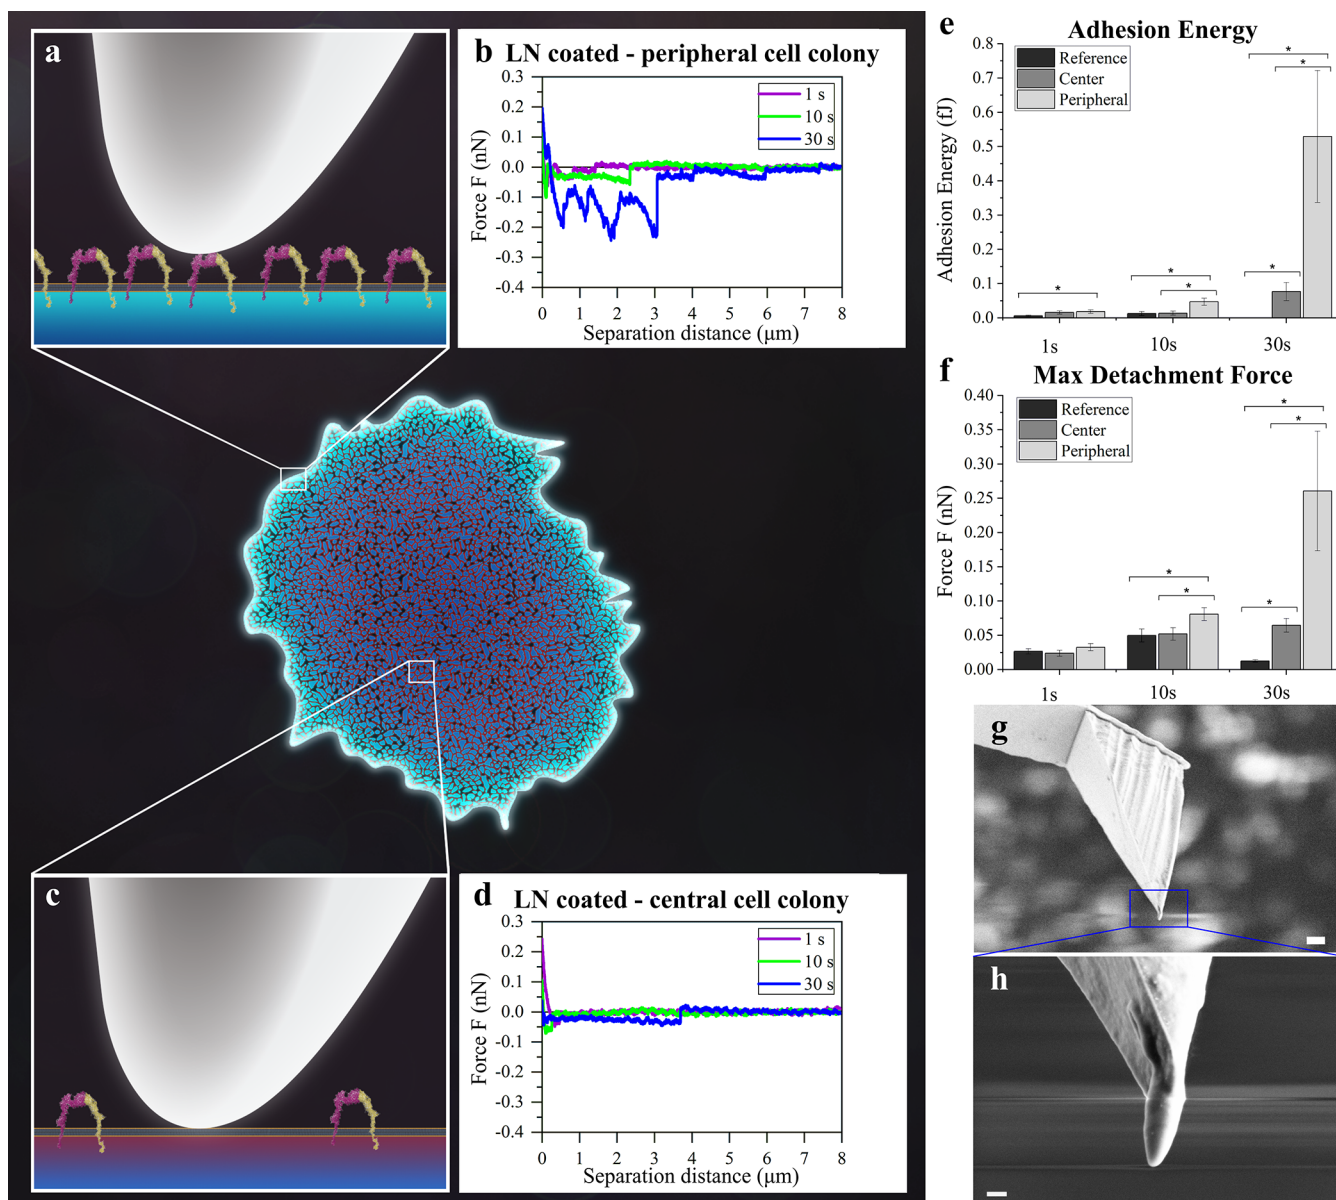 a
b LN coated - peripheral cell colony
0.3
0.2
0.1
0.0
-0.1
-0.2
-0.3
-0.4
Force F (nN)
1 s
10 s
30 s
0 1 2 3 4 5 6 7 8
Separation distance (μm)
c
d LN coated - central cell colony
0.3
0.2
0.1
0.0
-0.1
-0.2
-0.3
-0.4
Force F (nN)
1 s
10 s
30 s
0 1 2 3 4 5 6 7 8
Separation distance (μm)
e Adhesion Energy
0.8
0.7
0.6
0.5
0.4
0.3
0.2
0.1
0.0
Adhesion Energy (fJ)
Reference
Center
Peripheral
*
*
*
*
*
*
1s 10s 30s
f Max Detachment Force
0.40
0.35
0.30
0.25
0.20
0.15
0.10
0.05
0.00
Force F (nN)
Reference
Center
Peripheral
*
*
*
*
*
1s 10s 30s
g
h